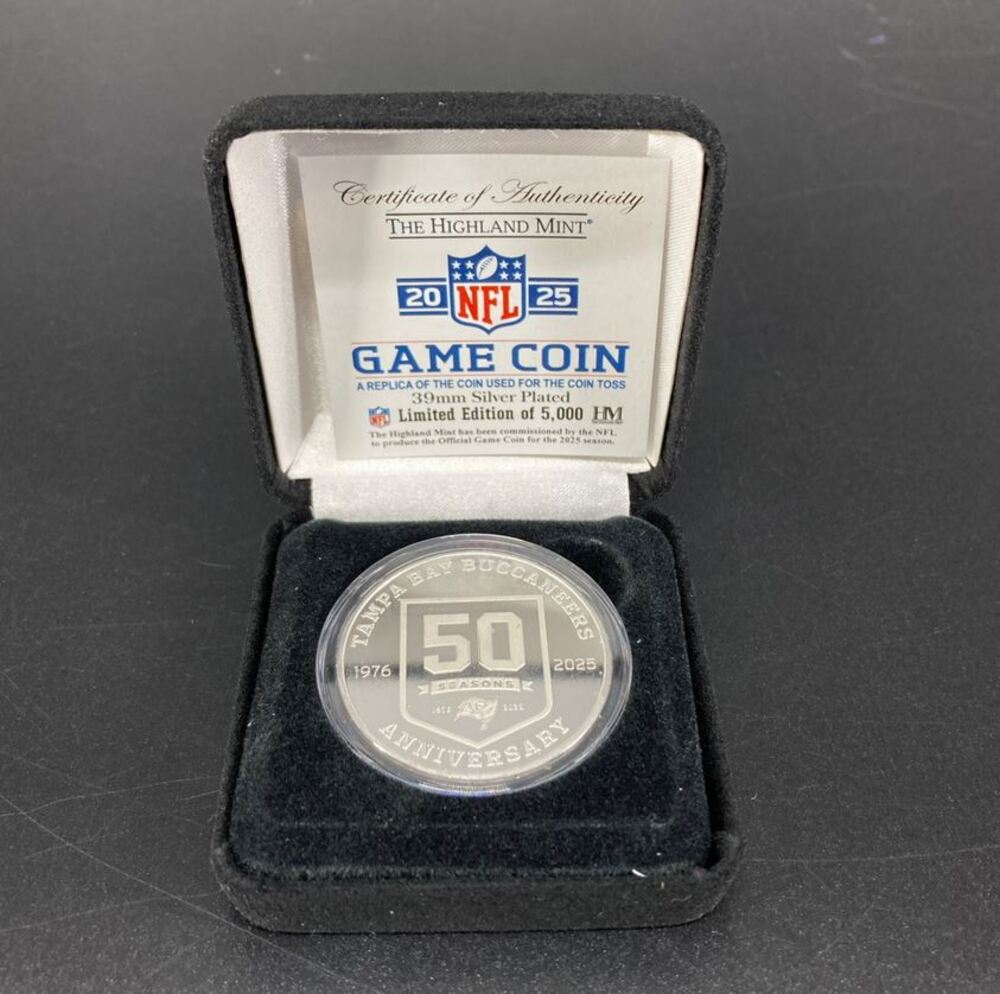 Certificate of Authenticity
THE HIGHLAND MINT®
20 NFL 25
GAME COIN
A REPLICA OF THE COIN USED FOR THE COIN TOSS
39mm Silver Plated
NFL Limited Edition of 5,000 HM
The Highland Mint has been commissioned by the NFL
to produce the Official Game Coin for the 2025 season.
TAMPA BAY BUCCANEERS
50
1976 2025
SEASONS
ANNIVERSARY